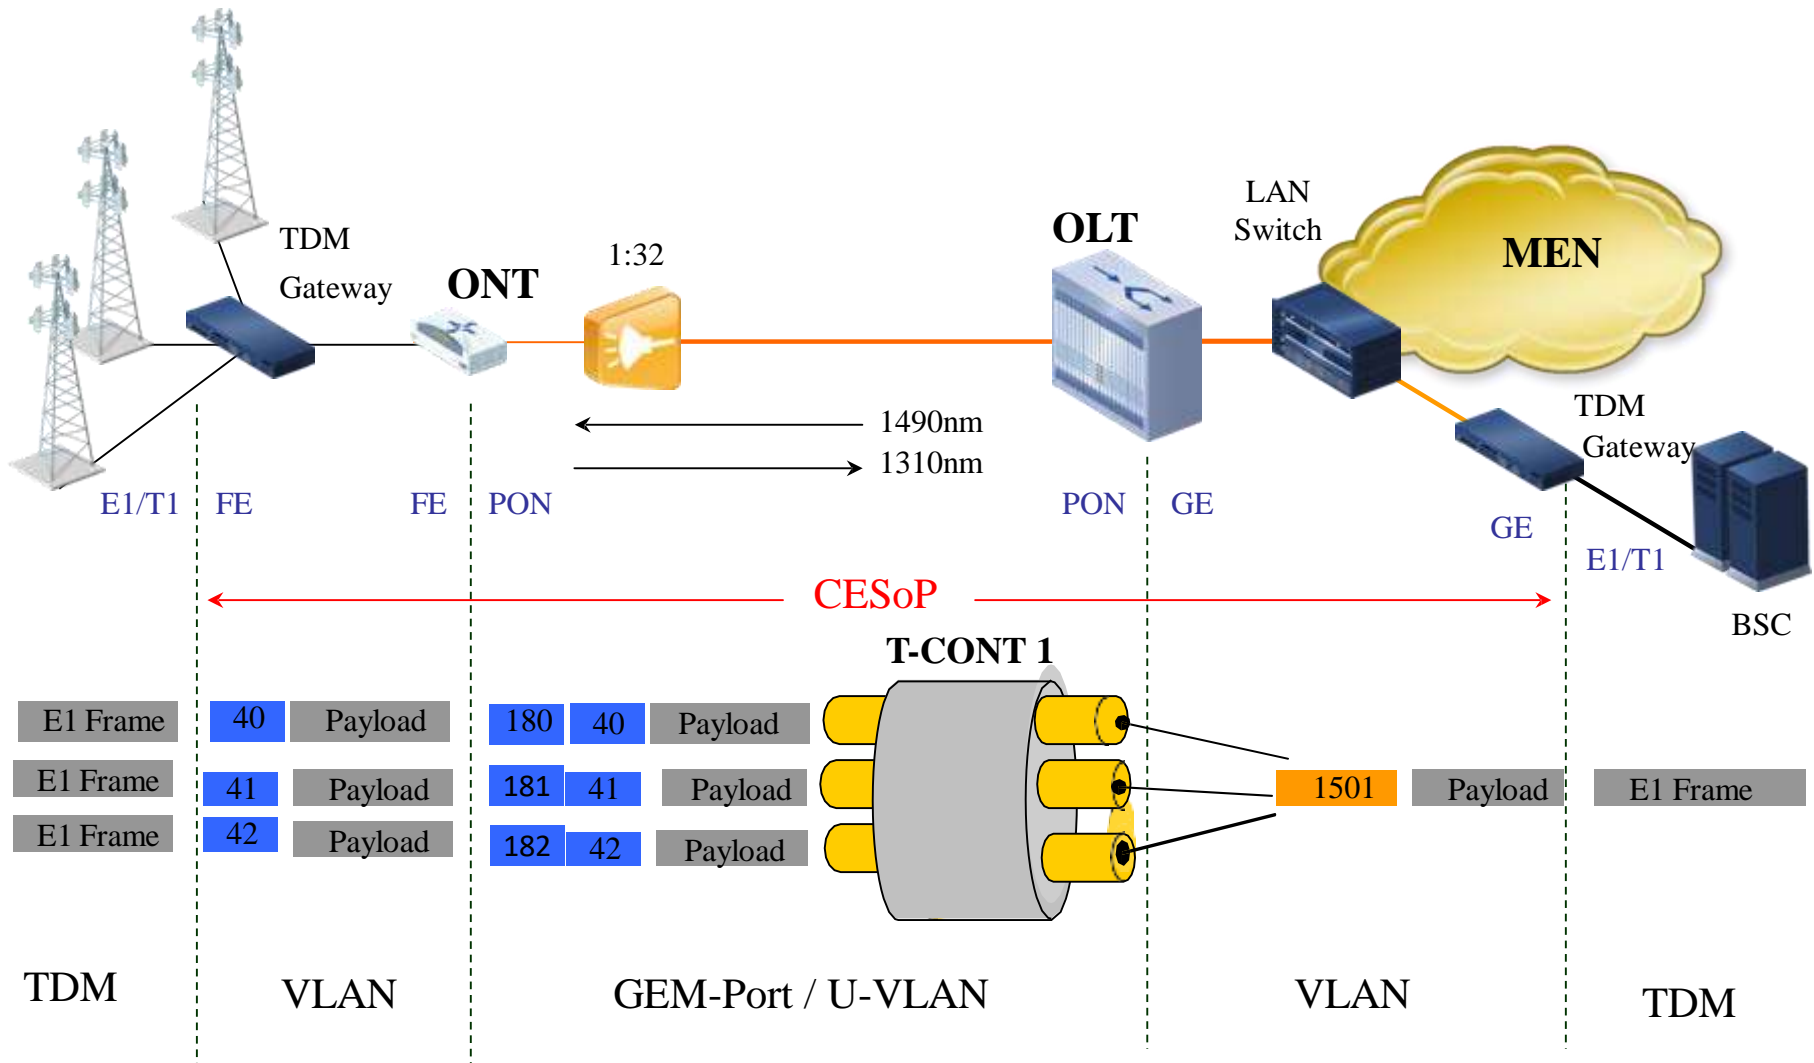 TDM
Gateway
ONT
1:32
OLT
LAN
Switch
MEN
1490nm
1310nm
TDM
Gateway
E1/T1
FE
FE
PON
PON
GE
GE
E1/T1
BSC
CESoP
T-CONT 1
E1 Frame
40
Payload
180
40
Payload
E1 Frame
41
Payload
181
41
Payload
1501
Payload
E1 Frame
E1 Frame
42
Payload
182
42
Payload
TDM
VLAN
GEM-Port / U-VLAN
VLAN
TDM